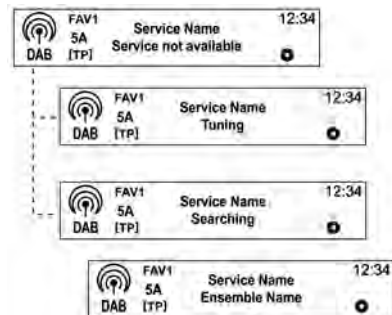 FAV1 Service Name 12:34
5A Service not available
DAB [TP]
FAV1 Service Name 12:34
5A Tuning
DAB [TP]
FAV1 Service Name 12:34
5A Searching
DAB [TP]
FAV1 Service Name 12:34
5A Ensemble Name
DAB [TP]